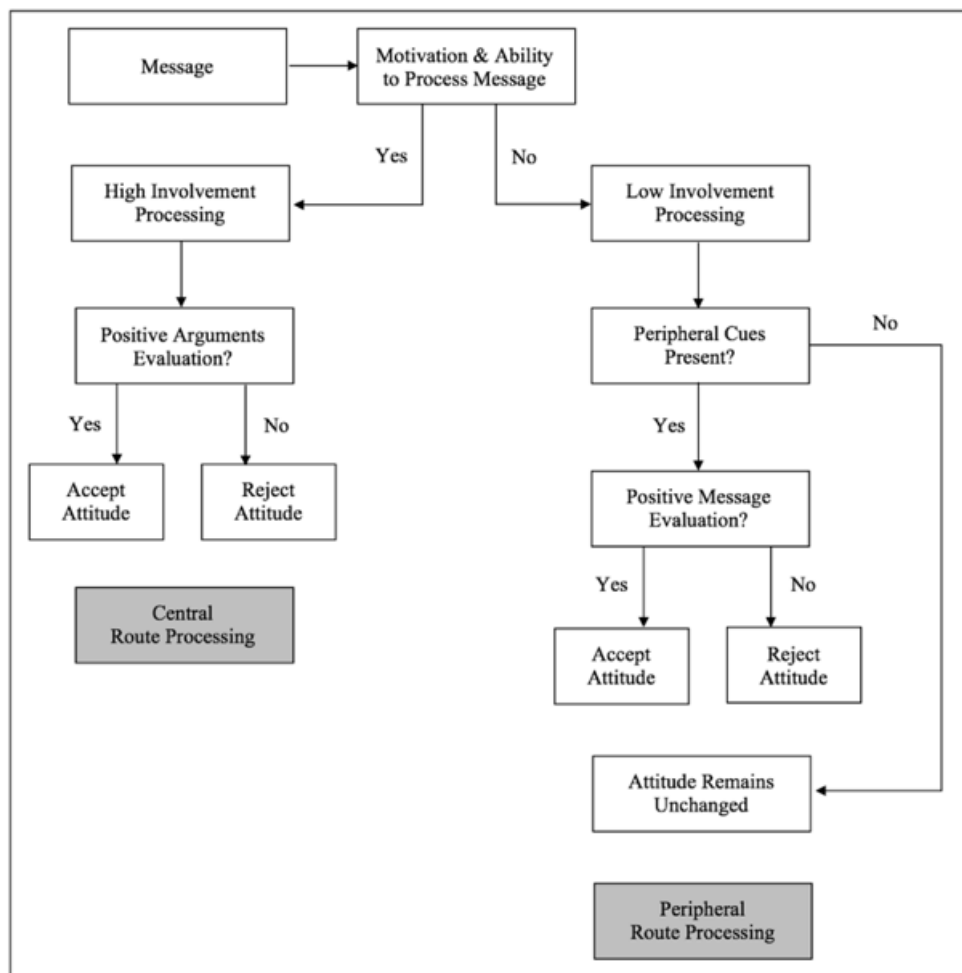 Message
Motivation & Ability
to Process Message
Yes
No
High Involvement
Processing
Low Involvement
Processing
Positive Arguments
Evaluation?
Peripheral Cues
Present?
No
Yes
No
Yes
Accept
Attitude
Reject
Attitude
Positive Message
Evaluation?
Yes
No
Central
Route Processing
Accept
Attitude
Reject
Attitude
Attitude Remains
Unchanged
Peripheral
Route Processing